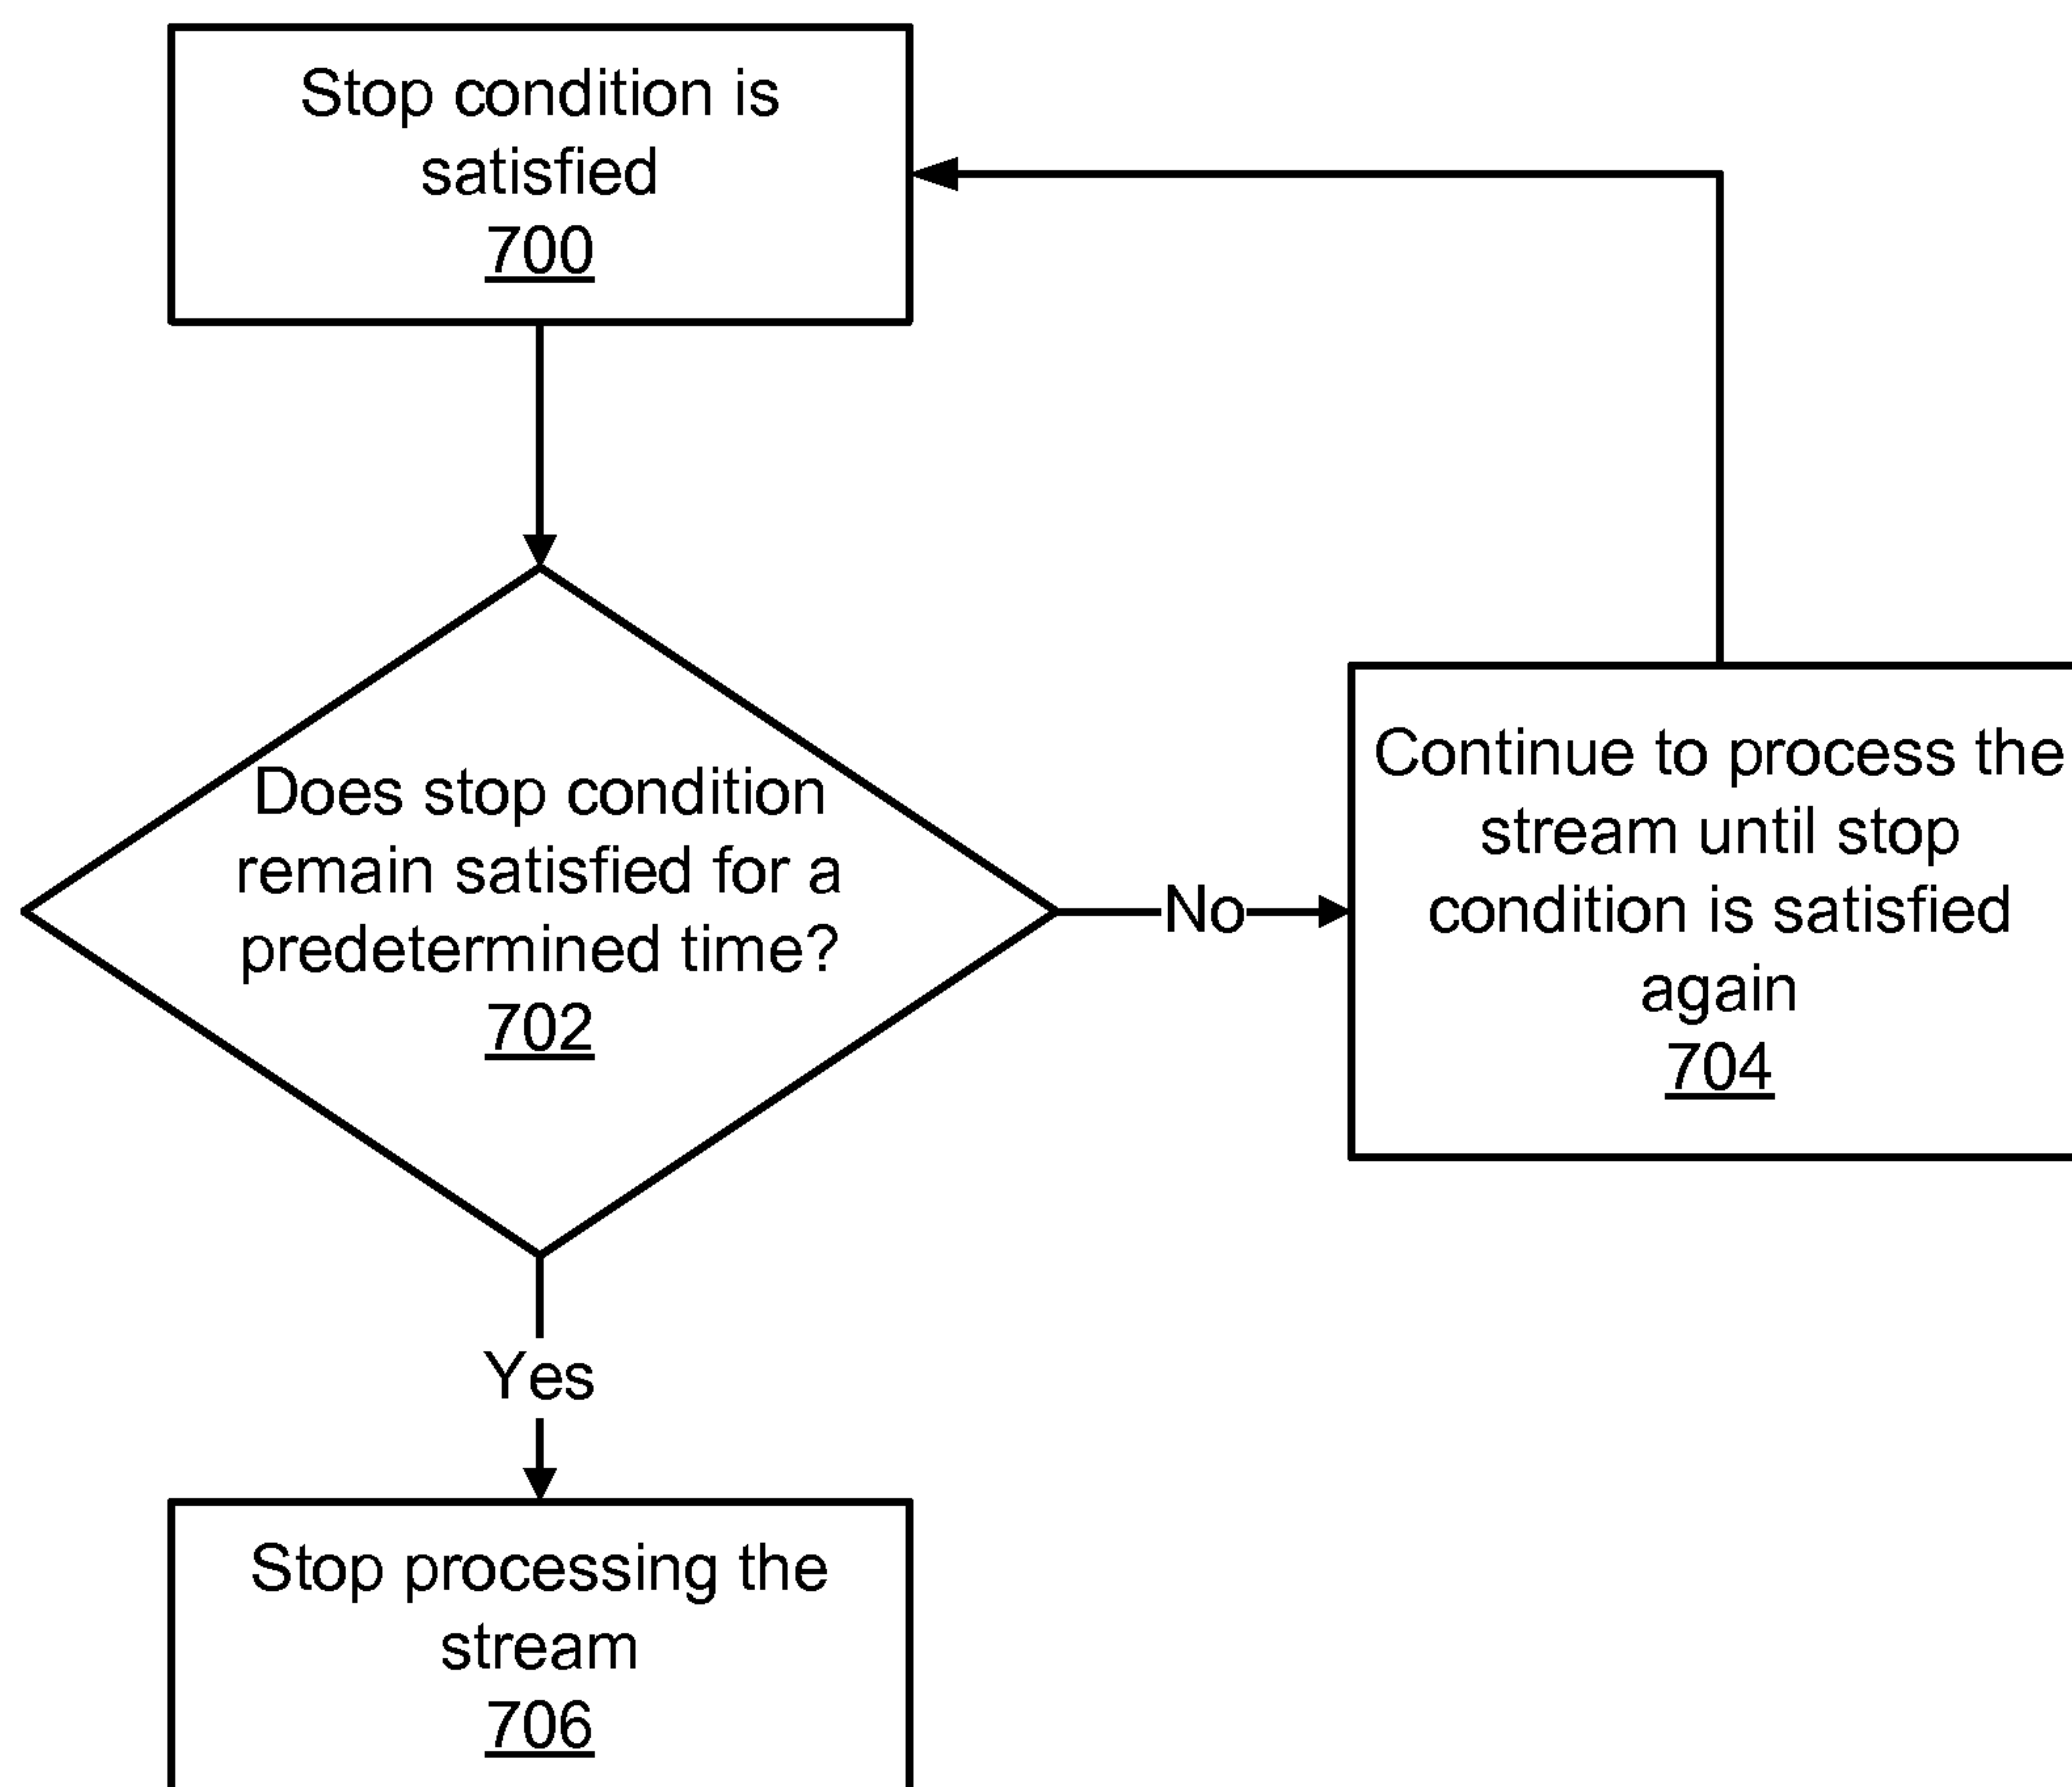 Stop condition is
satisfied
700
Does stop condition
remain satisfied for a
predetermined time?
702
No
Continue to process the
stream until stop
condition is satisfied
again
704
Yes
Stop processing the
stream
706